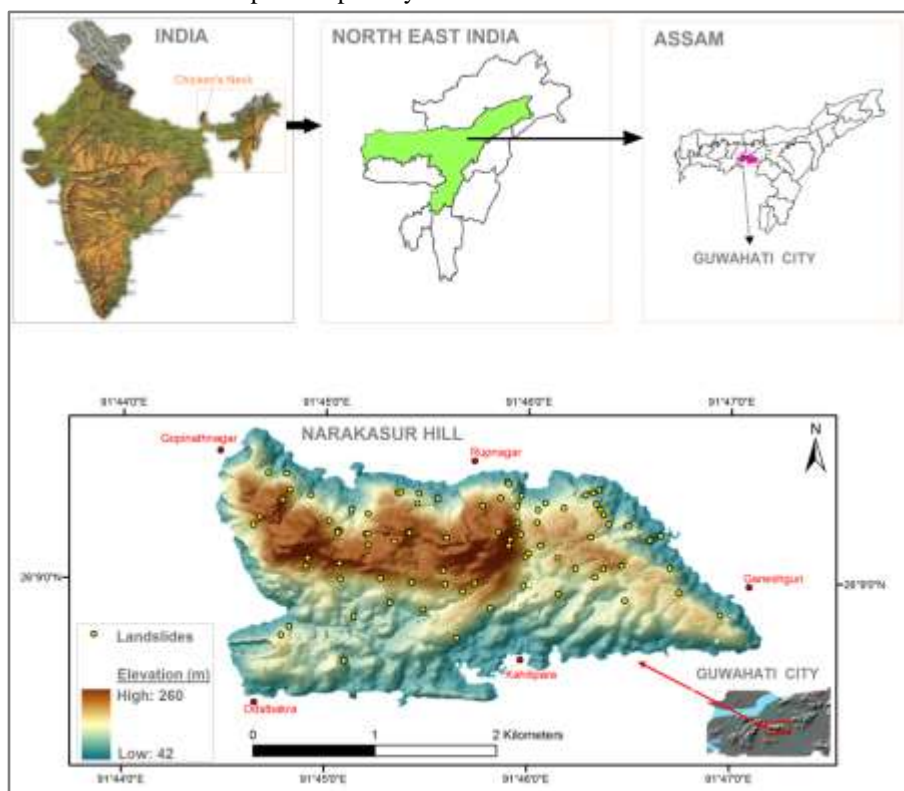 INDIA
NORTH EAST INDIA
ASSAM
Chicken's Neck
GUWAHATI CITY
91°44'0"E 91°45'0"E 91°46'0"E 91°47'0"E
NARAKASUR HILL
N
Gopinathnagar
Rupnagar
26°9'0"N
26°9'0"N
Ganeshguri
Landslides
Elevation (m)
High: 260
Low: 42
Kahilipara
GUWAHATI CITY
0 1 2 Kilometers
91°44'0"E 91°45'0"E 91°46'0"E 91°47'0"E